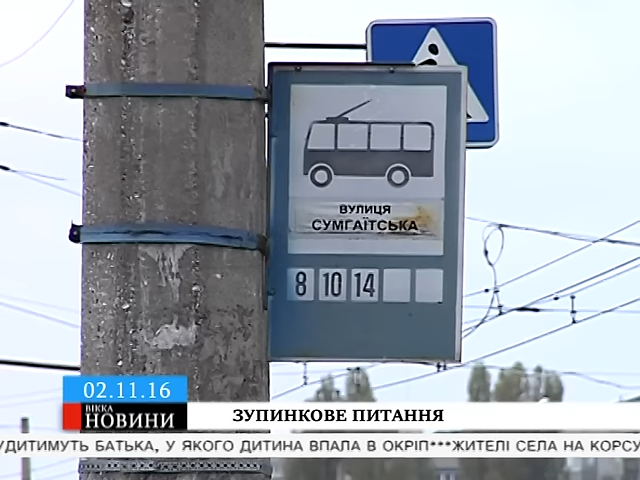 ВУЛИЦЯ
СУМГАЇТСЬКА
8 10 14
02.11.16
ВІККА
НОВИНИ
ЗУПИНКОВЕ ПИТАННЯ
УДИТИМУТЬ БАТЬКА, У ЯКОГО ДИТИНА ВПАЛА В ОКРІП***ЖИТЕЛІ СЕЛА НА КОРСУ